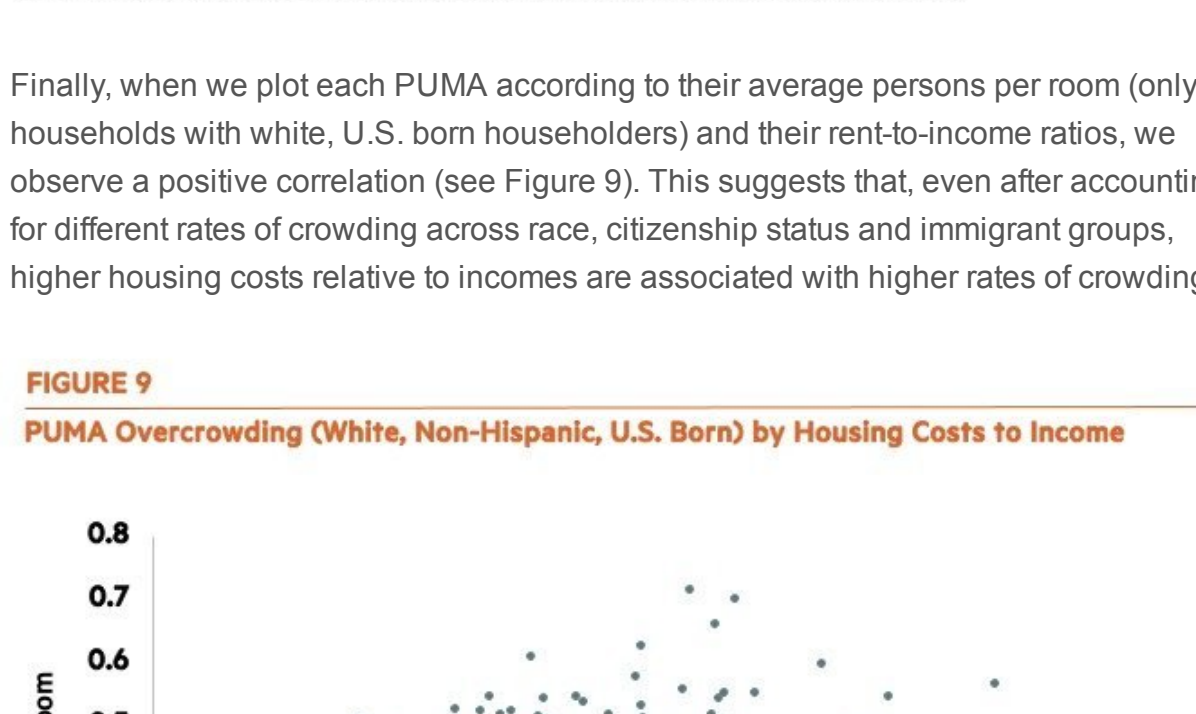 Finally, when we plot each PUMA according to their average persons per room (only
households with white, U.S. born householders) and their rent-to-income ratios, we
observe a positive correlation (see Figure 9). This suggests that, even after accountin
for different rates of crowding across race, citizenship status and immigrant groups,
higher housing costs relative to incomes are associated with higher rates of crowding
FIGURE 9
PUMA Overcrowding (White, Non-Hispanic, U.S. Born) by Housing Costs to Income
0.8
0.7
0.6